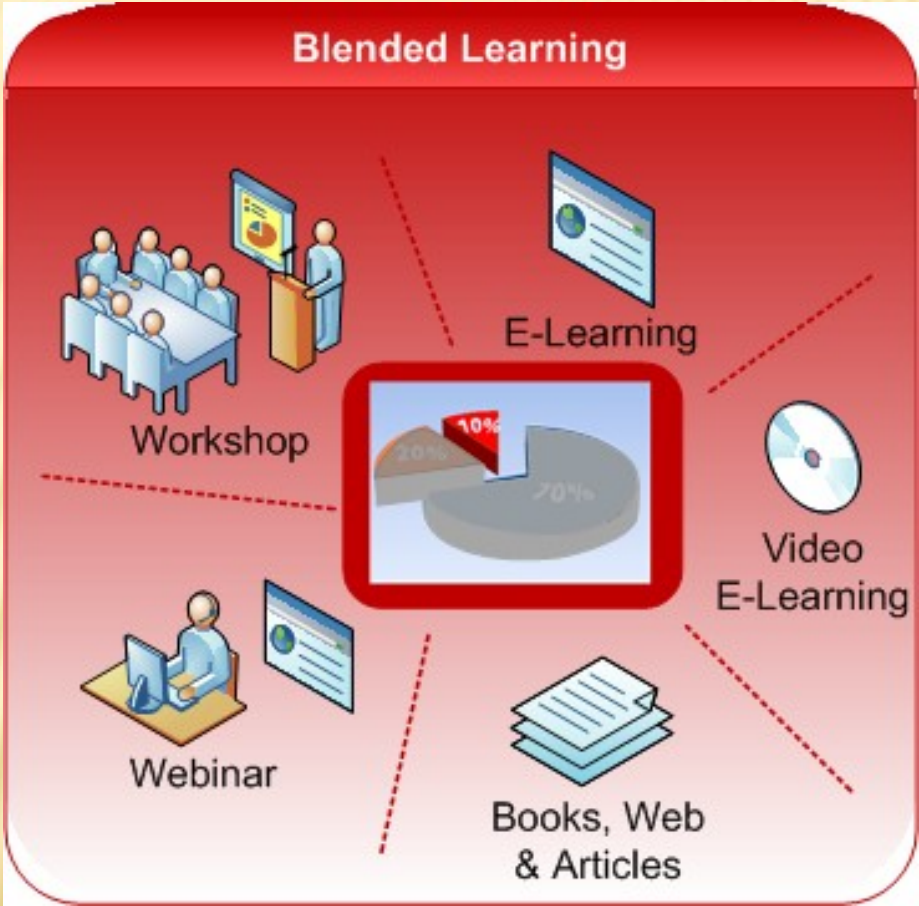 Blended Learning
E-Learning
Workshop
10%
20%
70%
Video
E-Learning
Webinar
Books, Web
& Articles